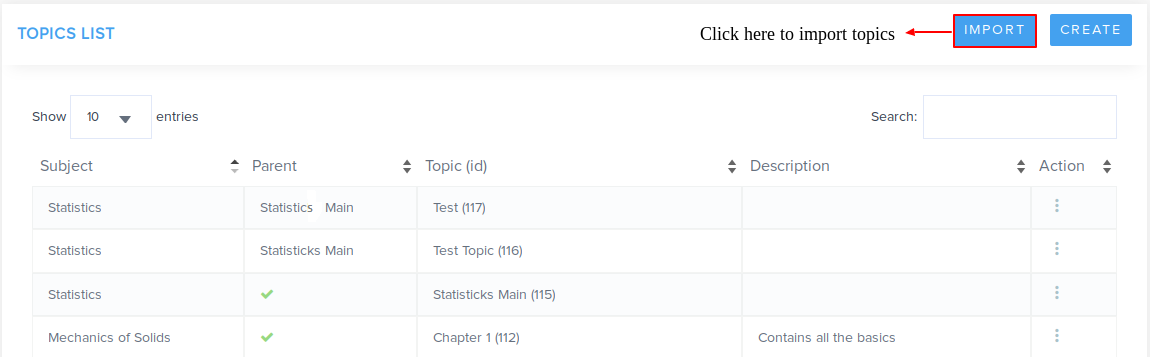 TOPICS LIST Click here to import topics IMPORT CREATE
Show 10 entries Search:
Subject Parent Topic (id) Description Action
Statistics Statistics Main Test (117)
Statistics Statisticks Main Test Topic (116)
Statistics Statisticks Main (115)
Mechanics of Solids Chapter 1 (112) Contains all the basics